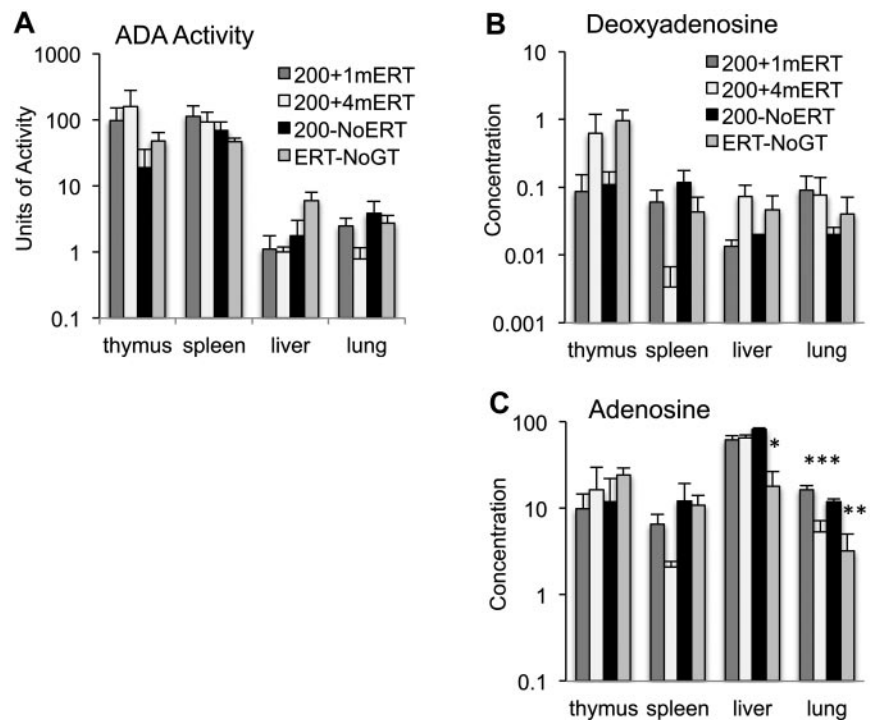 A
ADA Activity
1000
100
10
1
0.1
Units of Activity
200+1mERT
200+4mERT
200-NoERT
ERT-NoGT
thymus spleen liver lung
B
Deoxyadenosine
10
1
0.1
0.01
0.001
Concentration
200+1mERT
200+4mERT
200-NoERT
ERT-NoGT
thymus spleen liver lung
C
Adenosine
100
10
1
0.1
Concentration
*
***
**
thymus spleen liver lung